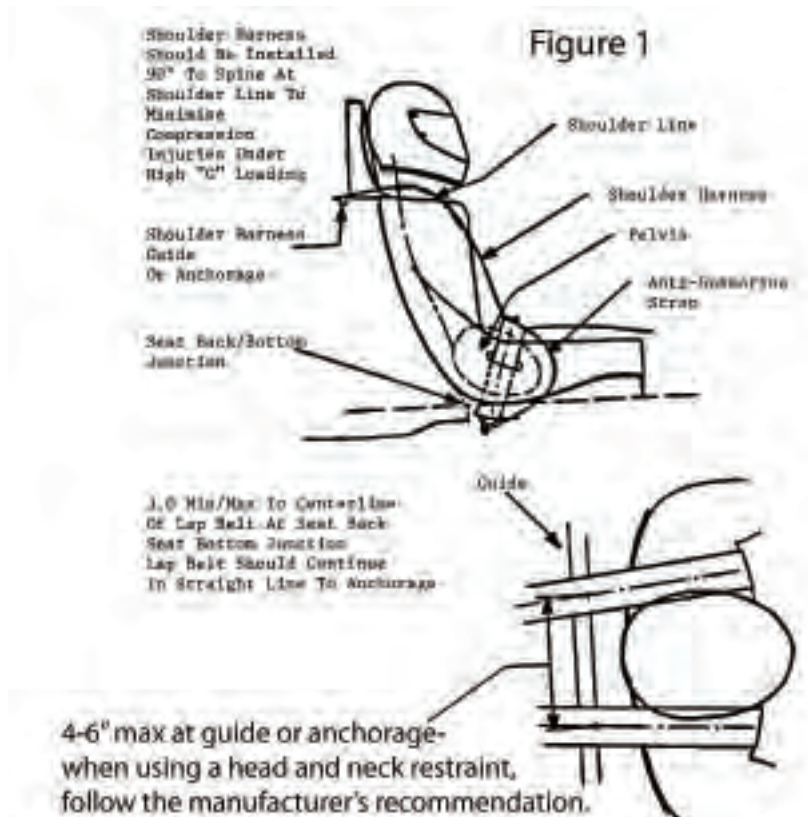 Figure 1
Shoulder Harness
Should Be Installed
90° To Spine At
Shoulder Line To
Minimise
Compression
Injuries Under
High "G" Loading
Shoulder Line
Shoulder Harness
Pelvis
Anti-Submarine
Strap
Shoulder Harness
Guide
Or Anchorage
Seat Back/Bottom
Junction
Guide
3.0 Min/Max To Centerline
Of Lap Belt At Seat Back
Seat Bottom Junction
Lap Belt Should Continue
In Straight Line To Anchorage
4-6" max at guide or anchorage-
when using a head and neck restraint,
follow the manufacturer's recommendation.